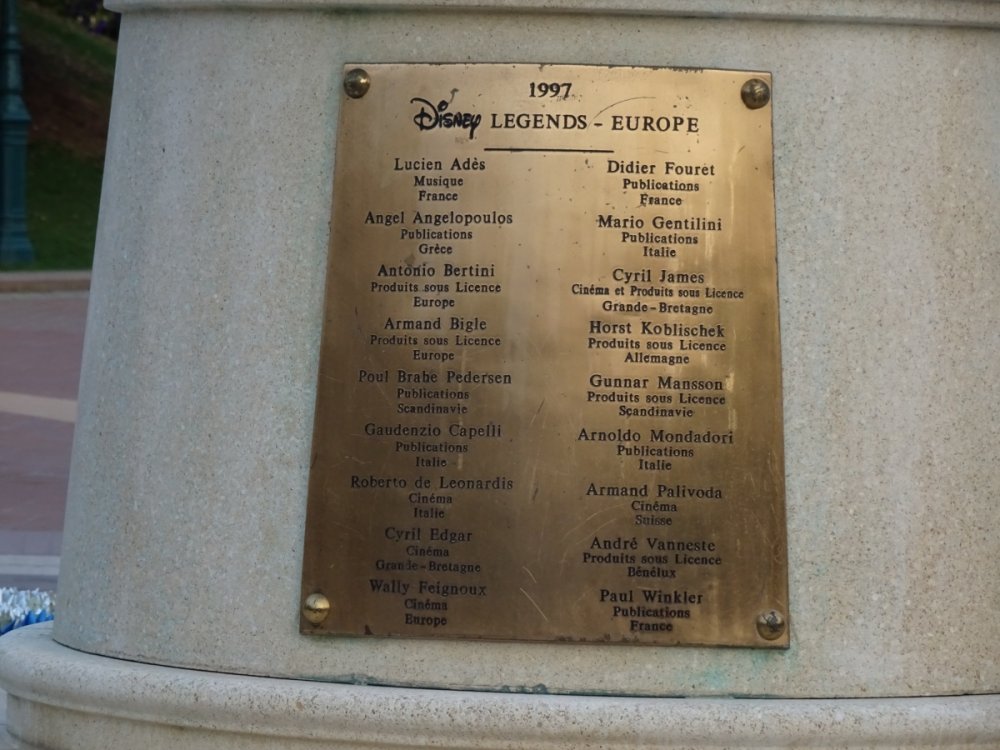 1997
Disney LEGENDS - EUROPE
Lucien Adès
Musique
France
Angel Angelopoulos
Publications
Grèce
Antonio Bertini
Produits sous Licence
Europe
Armand Bigle
Produits sous Licence
Europe
Poul Brahe Pedersen
Publications
Scandinavie
Gaudenzio Capelli
Publications
Italie
Roberto de Leonardis
Cinéma
Italie
Cyril Edgar
Cinéma
Grande-Bretagne
Wally Feignoux
Cinéma
Europe
Didier Fouret
Publications
France
Mario Gentilini
Publications
Italie
Cyril James
Cinéma et Produits sous Licence
Grande-Bretagne
Horst Koblischek
Produits sous Licence
Allemagne
Gunnar Mansson
Produits sous Licence
Scandinavie
Arnoldo Mondadori
Publications
Italie
Armand Palivoda
Cinéma
Suisse
André Vanneste
Produits sous Licence
Bénélux
Paul Winkler
Publications
France